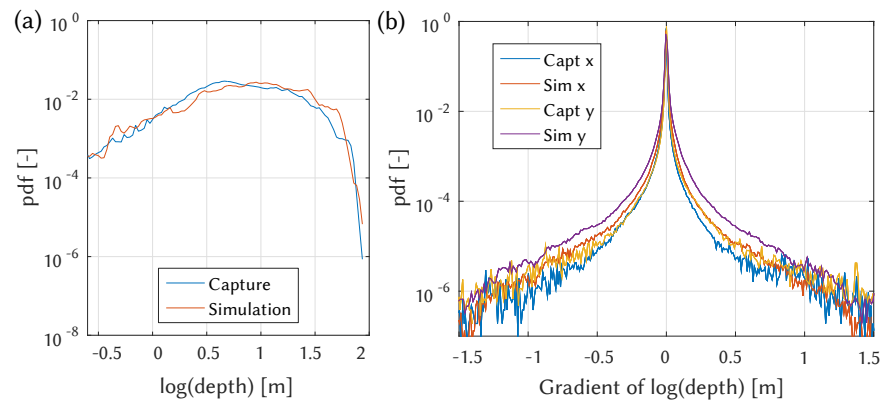 (a)
10^0
10^-2
10^-4
10^-6
10^-8
pdf [-]
Capture
Simulation
-0.5 0 0.5 1 1.5 2
log(depth) [m]
(b)
10^0
10^-2
10^-4
10^-6
pdf [-]
Capt x
Sim x
Capt y
Sim y
-1.5 -1 -0.5 0 0.5 1 1.5
Gradient of log(depth) [m]